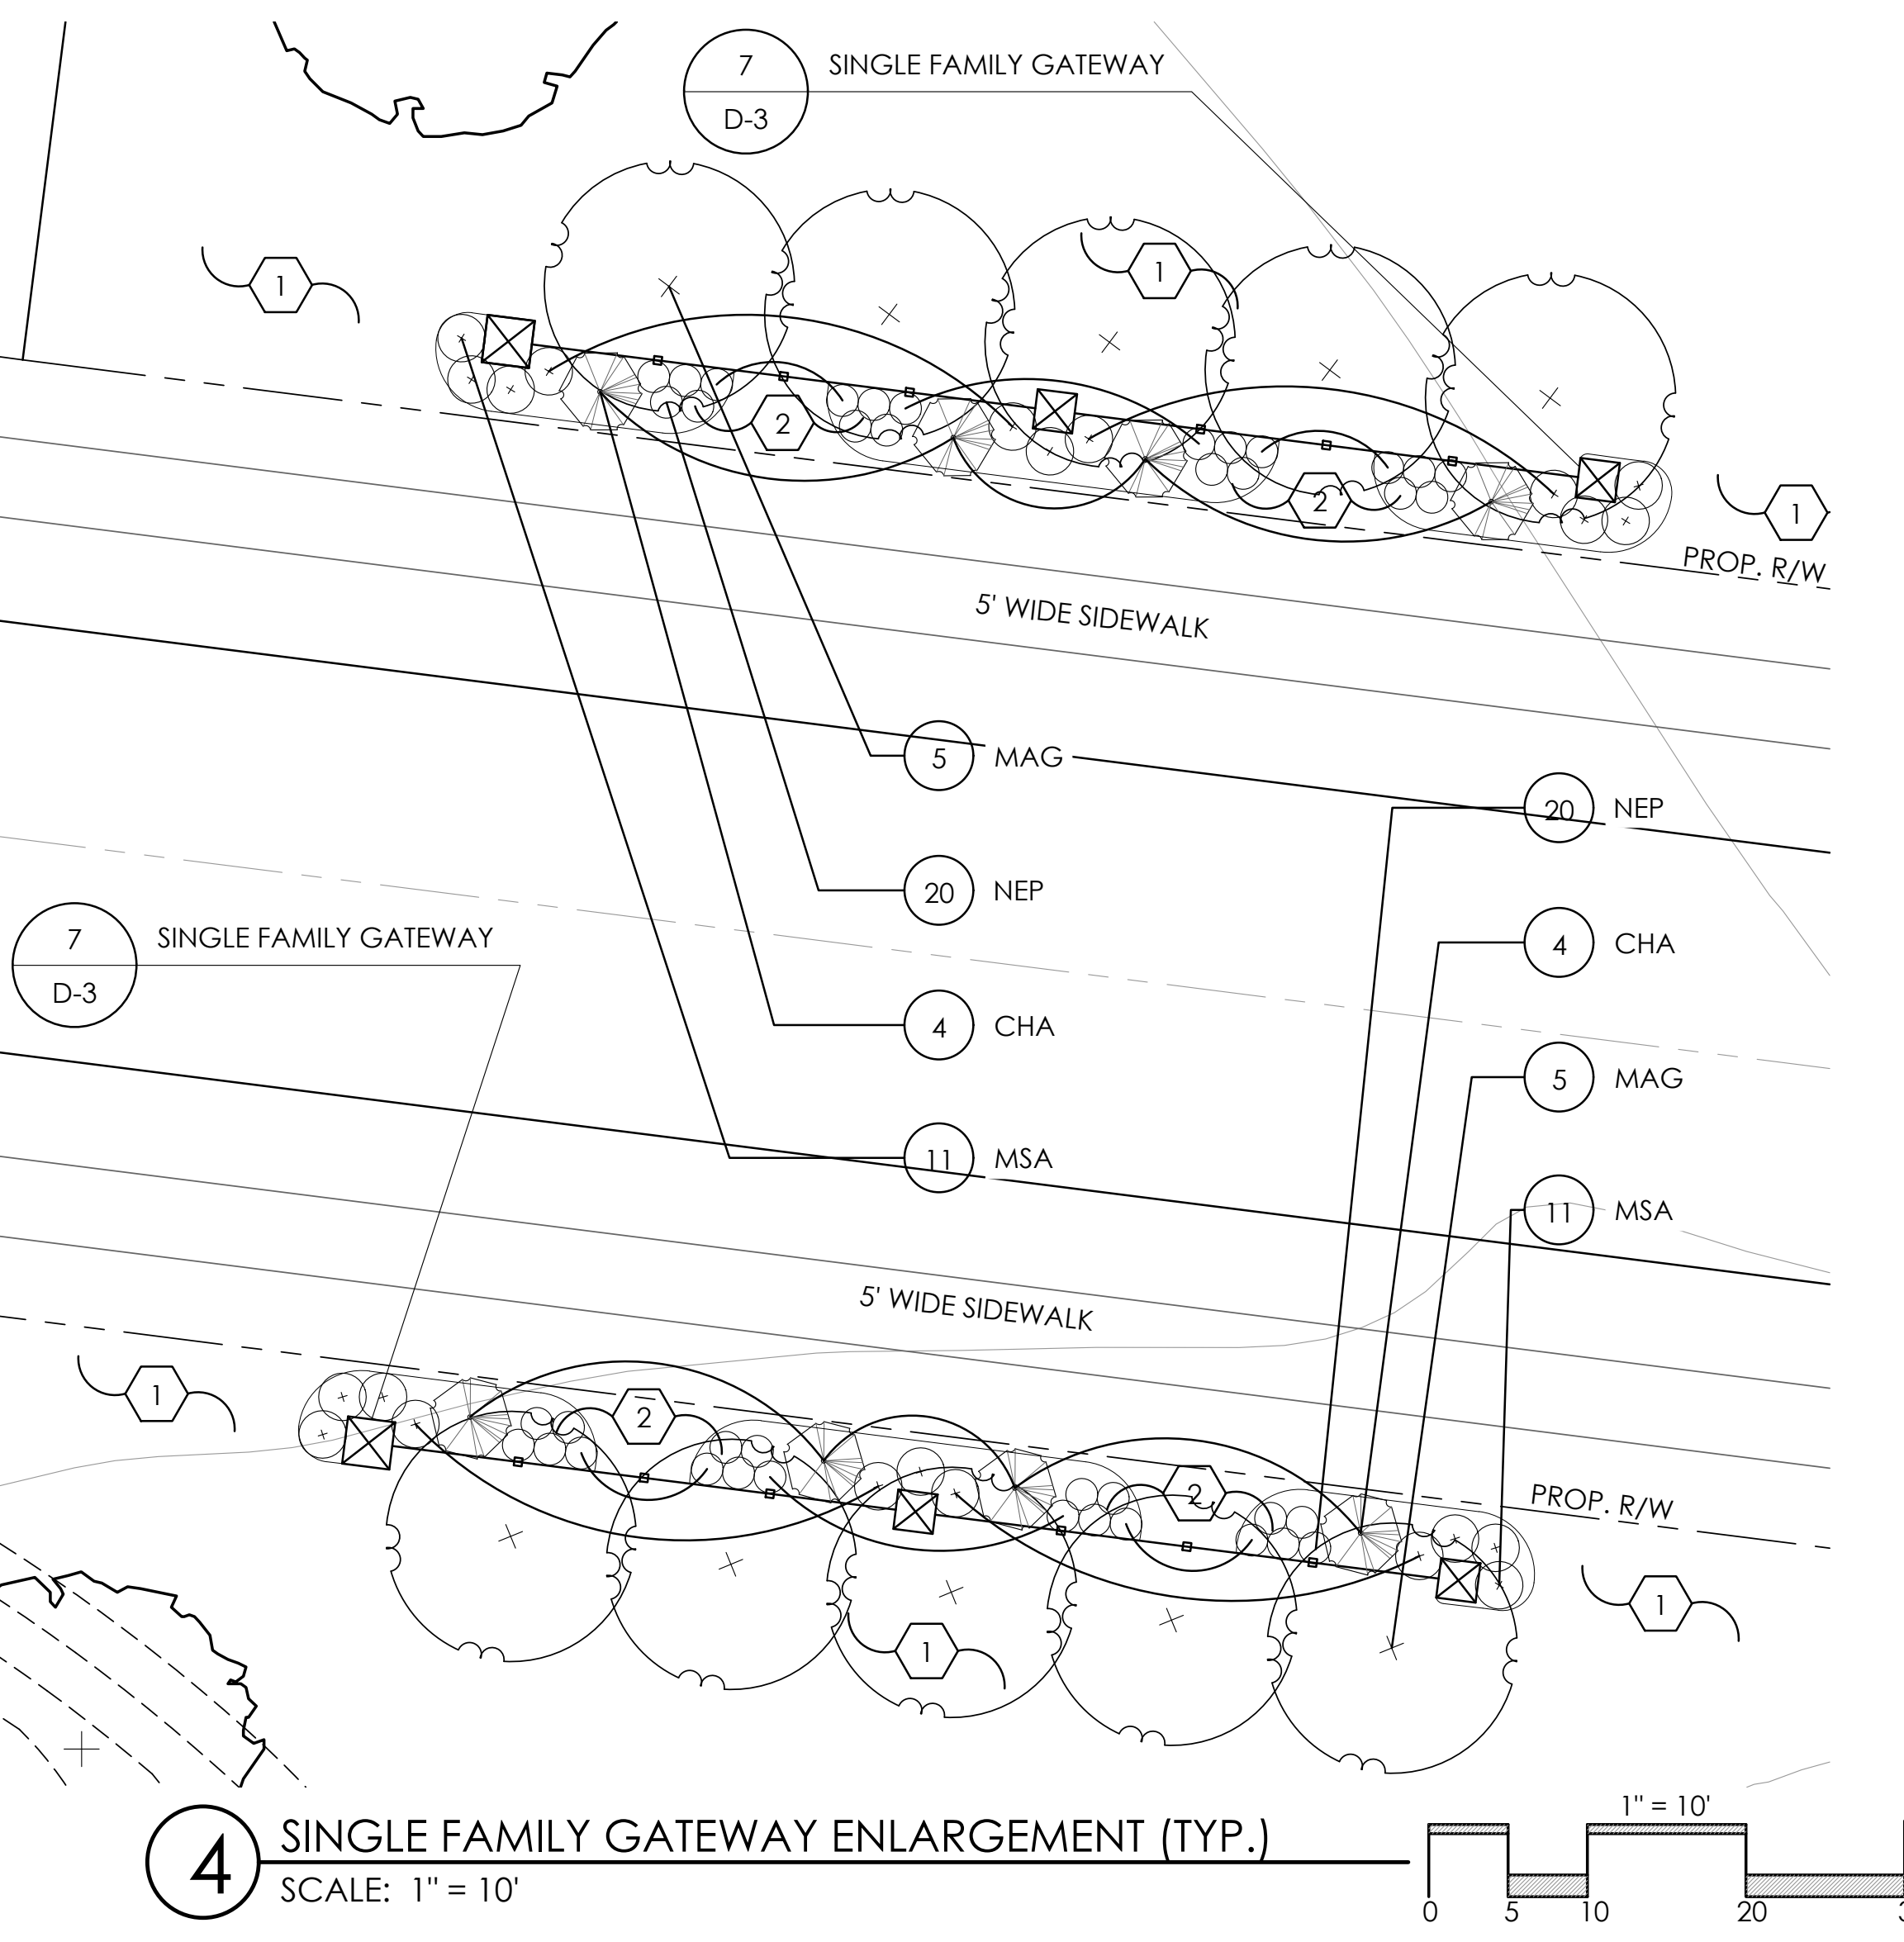 7
SINGLE FAMILY GATEWAY
D-3
1
1
2
2
1
PROP. R/W
5' WIDE SIDEWALK
5 MAG
20 NEP
20 NEP
4 CHA
7
SINGLE FAMILY GATEWAY
D-3
4 CHA
5 MAG
11 MSA
11 MSA
5' WIDE SIDEWALK
1
2
2
PROP. R/W
1
1
4
SINGLE FAMILY GATEWAY ENLARGEMENT (TYP.)
SCALE: 1" = 10'
1" = 10'
0 5 10 20